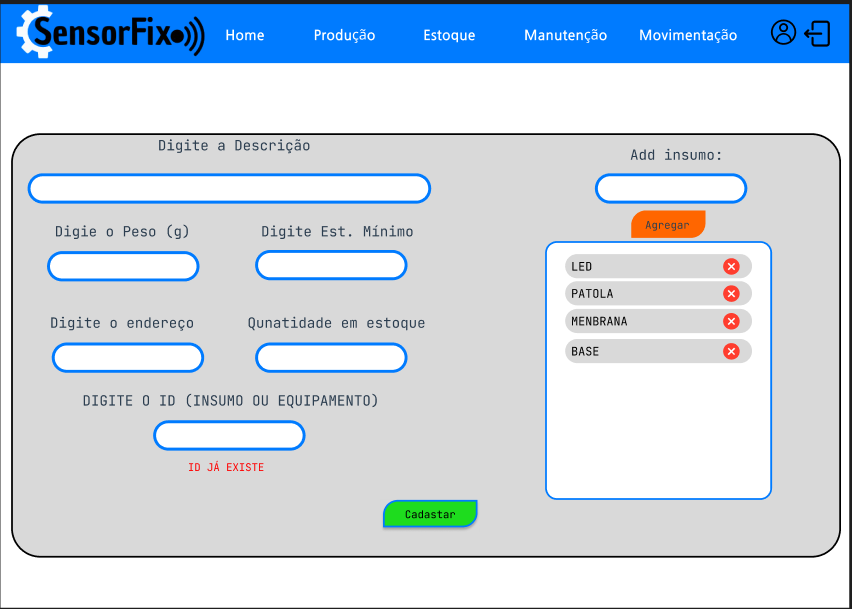 SensorFix
Home
Produção
Estoque
Manutenção
Movimentação
Digite a Descrição
Digie o Peso (g)
Digite Est. Mínimo
Digite o endereço
Qunatidade em estoque
DIGITE O ID (INSUMO OU EQUIPAMENTO)
ID JÁ EXISTE
Add insumo:
Agregar
LED
PATOLA
MENBRANA
BASE
Cadastar